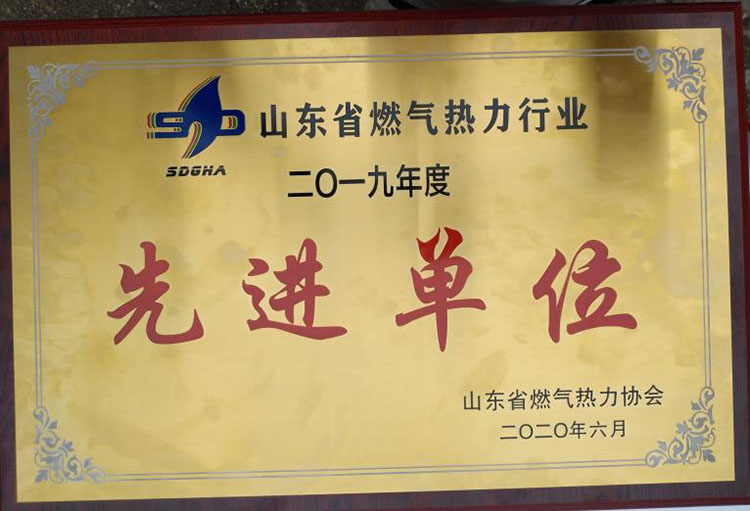 山东省燃气热力行业
SDGHA
二〇一九年度
先进单位
山东省燃气热力协会
二〇二〇年六月